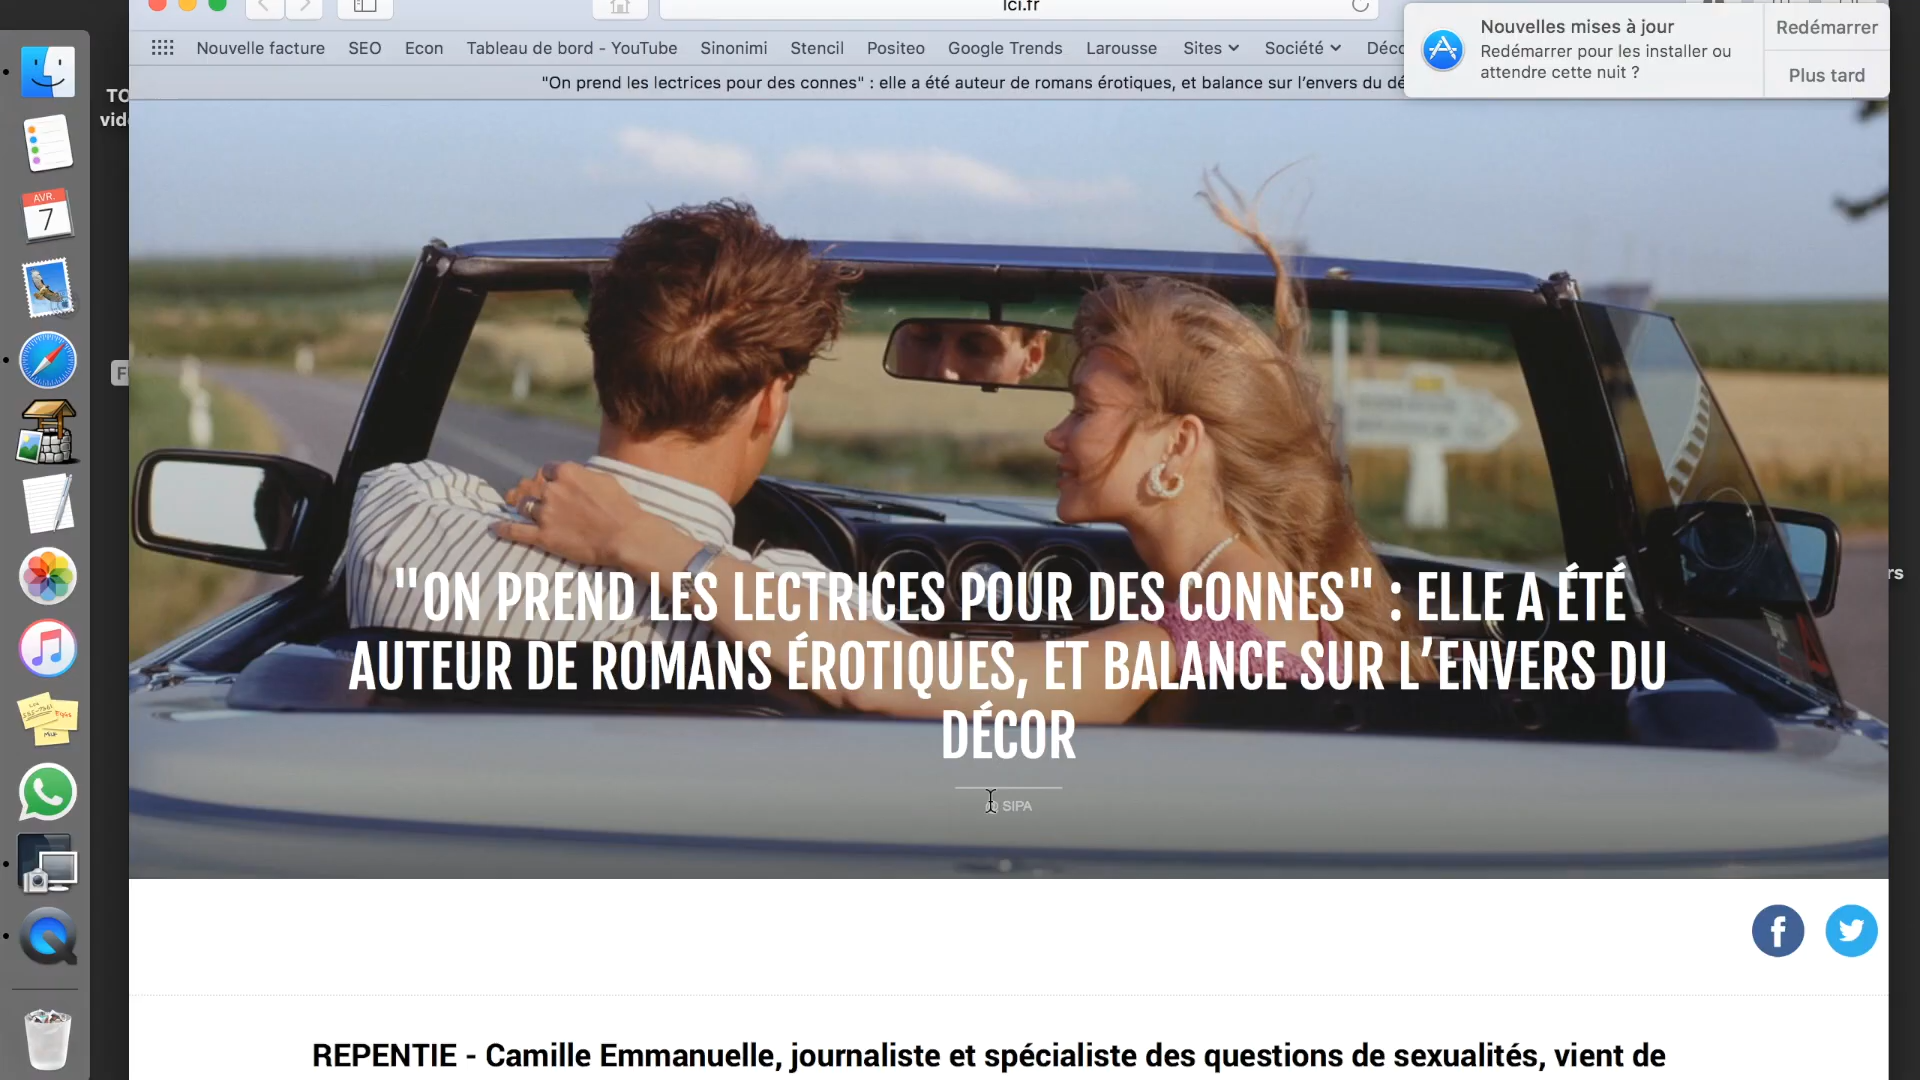 lci.fr
Nouvelle facture SEO Econ Tableau de bord - YouTube Sinonimi Stencil Positeo Google Trends Larousse Sites Société
Nouvelles mises à jour
Redémarrer pour les installer ou
attendre cette nuit ?
Redémarrer
Plus tard
"On prend les lectrices pour des connes" : elle a été auteur de romans érotiques, et balance sur l'envers du
AVR.
7
"ON PREND LES LECTRICES POUR DES CONNES" : ELLE A ÉTÉ
AUTEUR DE ROMANS ÉROTIQUES, ET BALANCE SUR L'ENVERS DU
DÉCOR
SIPA
REPENTIE - Camille Emmanuelle, journaliste et spécialiste des questions de sexualités, vient de